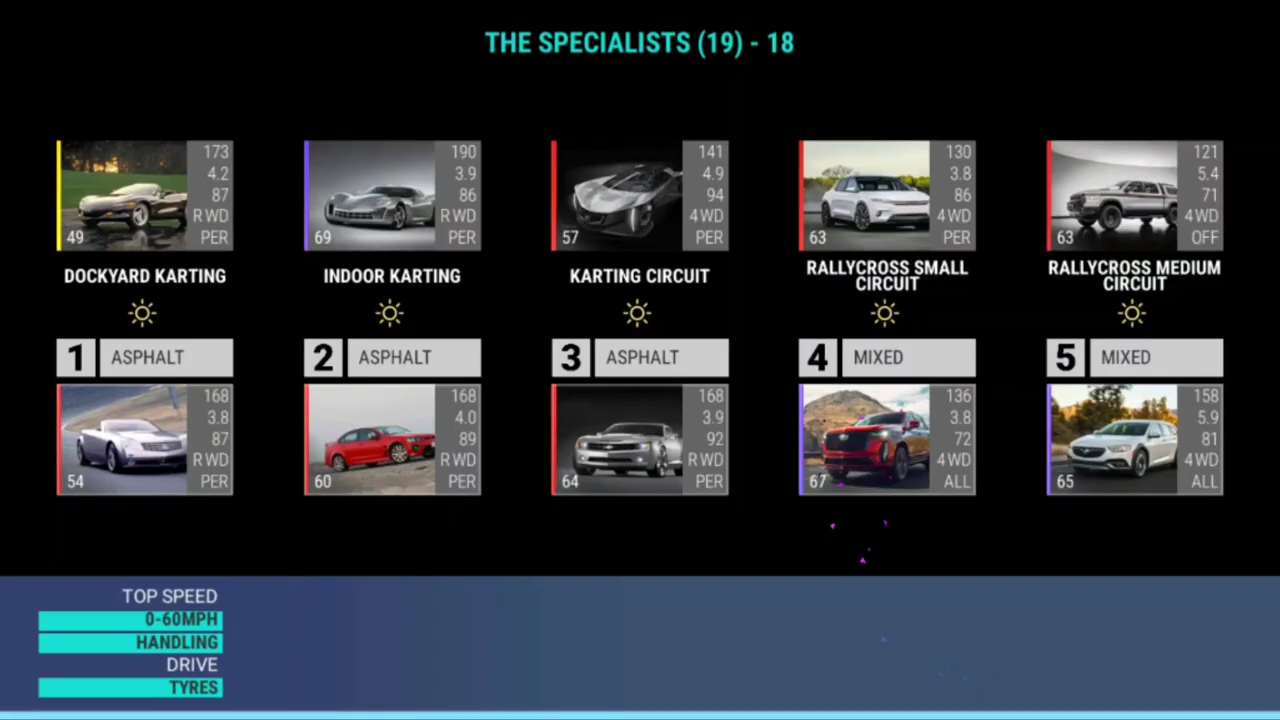 THE SPECIALISTS (19) - 18
173
4.2
87
RWD
49 PER
190
3.9
86
RWD
69 PER
141
4.9
94
4WD
57 PER
130
3.8
86
4WD
63 PER
121
5.4
71
4WD
63 OFF
DOCKYARD KARTING
INDOOR KARTING
KARTING CIRCUIT
RALLYCROSS SMALL
CIRCUIT
RALLYCROSS MEDIUM
CIRCUIT
1 ASPHALT
2 ASPHALT
3 ASPHALT
4 MIXED
5 MIXED
168
3.8
87
RWD
54 PER
168
4.0
89
RWD
60 PER
168
3.9
92
RWD
64 PER
136
3.8
72
4WD
67 ALL
158
5.9
81
4WD
65 ALL
TOP SPEED
0-60MPH
HANDLING
DRIVE
TYRES